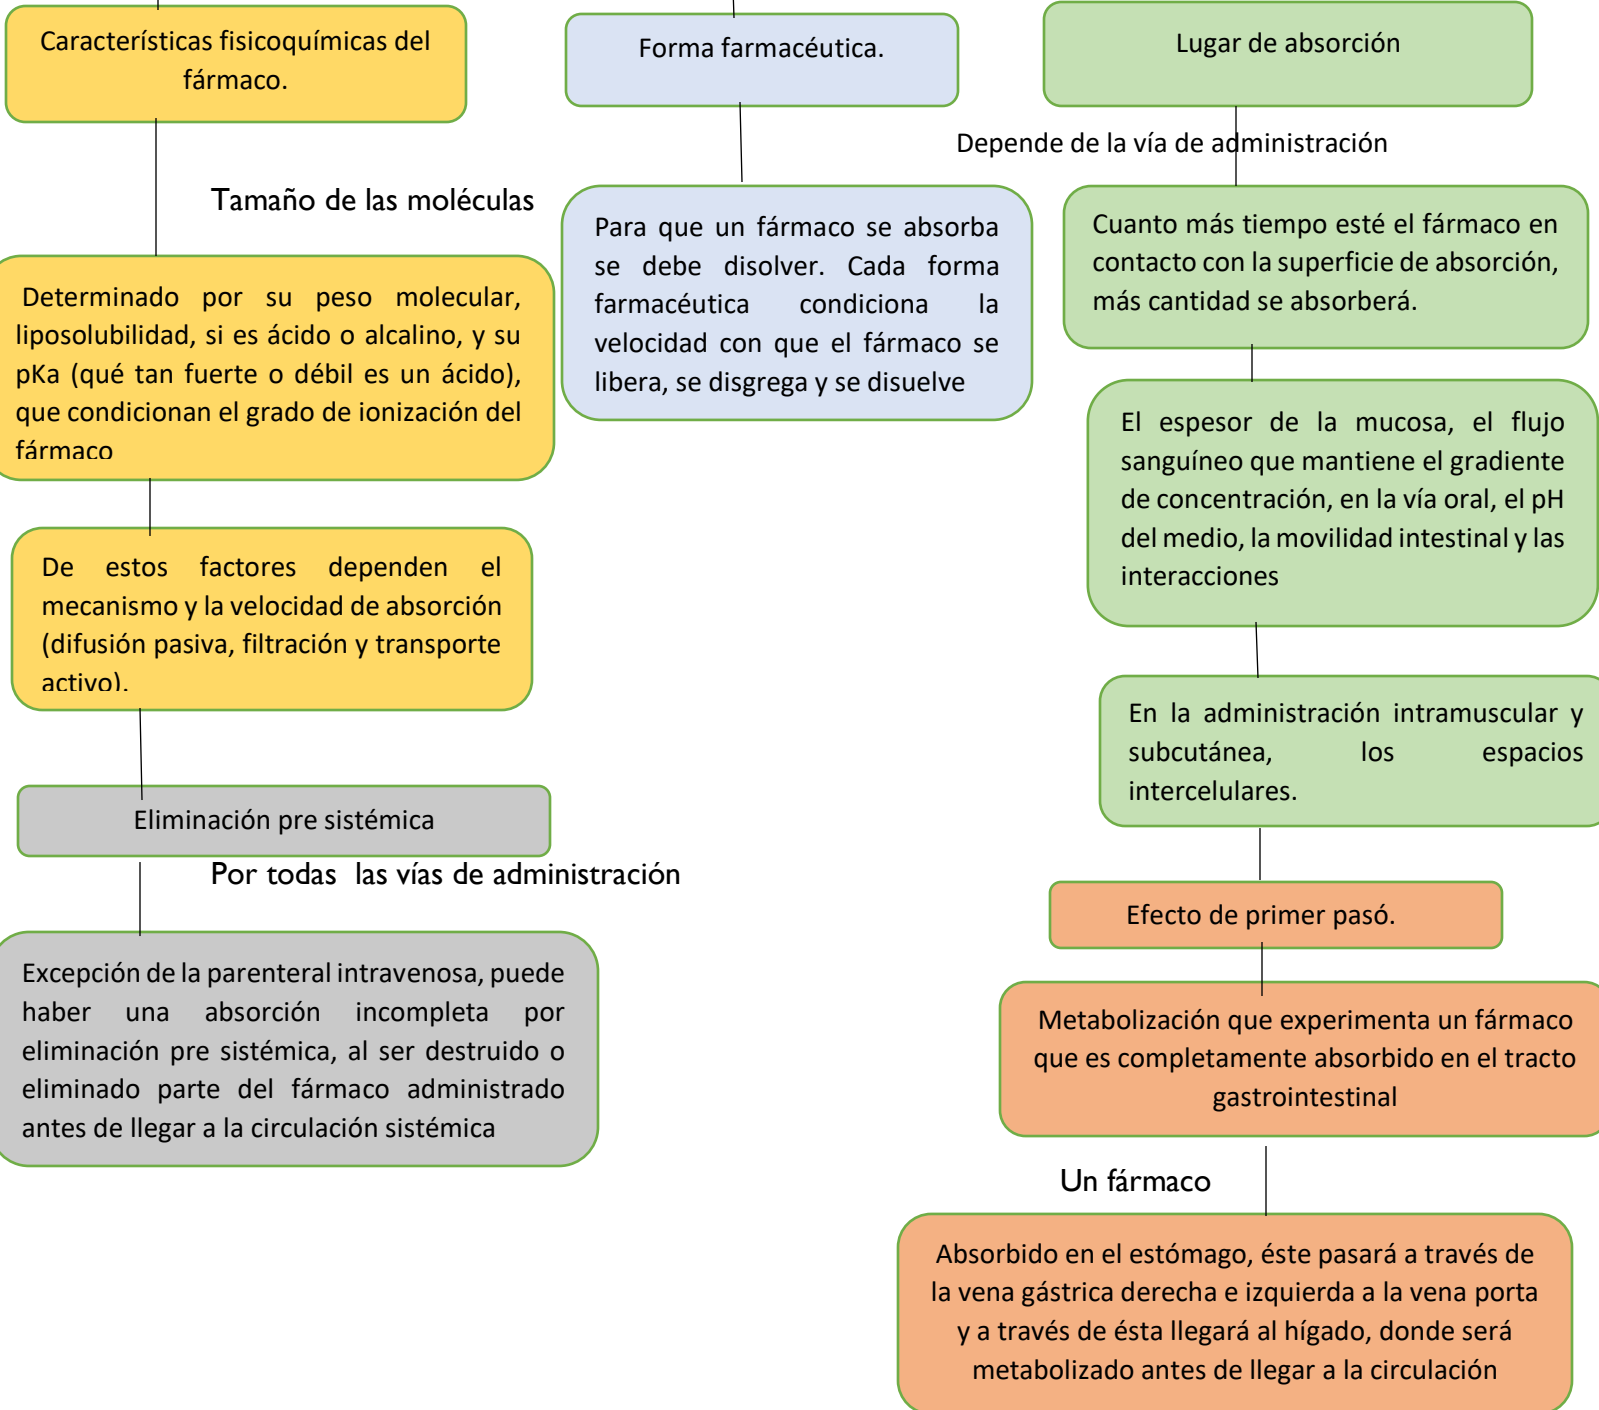 Características fisicoquímicas del
fármaco.
Tamaño de las moléculas
Determinado por su peso molecular,
liposolubilidad, si es ácido o alcalino, y su
pKa (qué tan fuerte o débil es un ácido),
que condicionan el grado de ionización del
fármaco
De estos factores dependen el
mecanismo y la velocidad de absorción
(difusión pasiva, filtración y transporte
activo).
Eliminación pre sistémica
Por todas las vías de administración
Excepción de la parenteral intravenosa, puede
haber una absorción incompleta por
eliminación pre sistémica, al ser destruido o
eliminado parte del fármaco administrado
antes de llegar a la circulación sistémica
Forma farmacéutica.
Para que un fármaco se absorba
se debe disolver. Cada forma
farmacéutica condiciona la
velocidad con que el fármaco se
libera, se disgrega y se disuelve
Lugar de absorción
Depende de la vía de administración
Cuanto más tiempo esté el fármaco en
contacto con la superficie de absorción,
más cantidad se absorberá.
El espesor de la mucosa, el flujo
sanguíneo que mantiene el gradiente
de concentración, en la vía oral, el pH
del medio, la movilidad intestinal y las
interacciones
En la administración intramuscular y
subcutánea, los espacios
intercelulares.
Efecto de primer pasó.
Metabolización que experimenta un fármaco
que es completamente absorbido en el tracto
gastrointestinal
Un fármaco
Absorbido en el estómago, éste pasará a través de
la vena gástrica derecha e izquierda a la vena porta
y a través de ésta llegará al hígado, donde será
metabolizado antes de llegar a la circulación